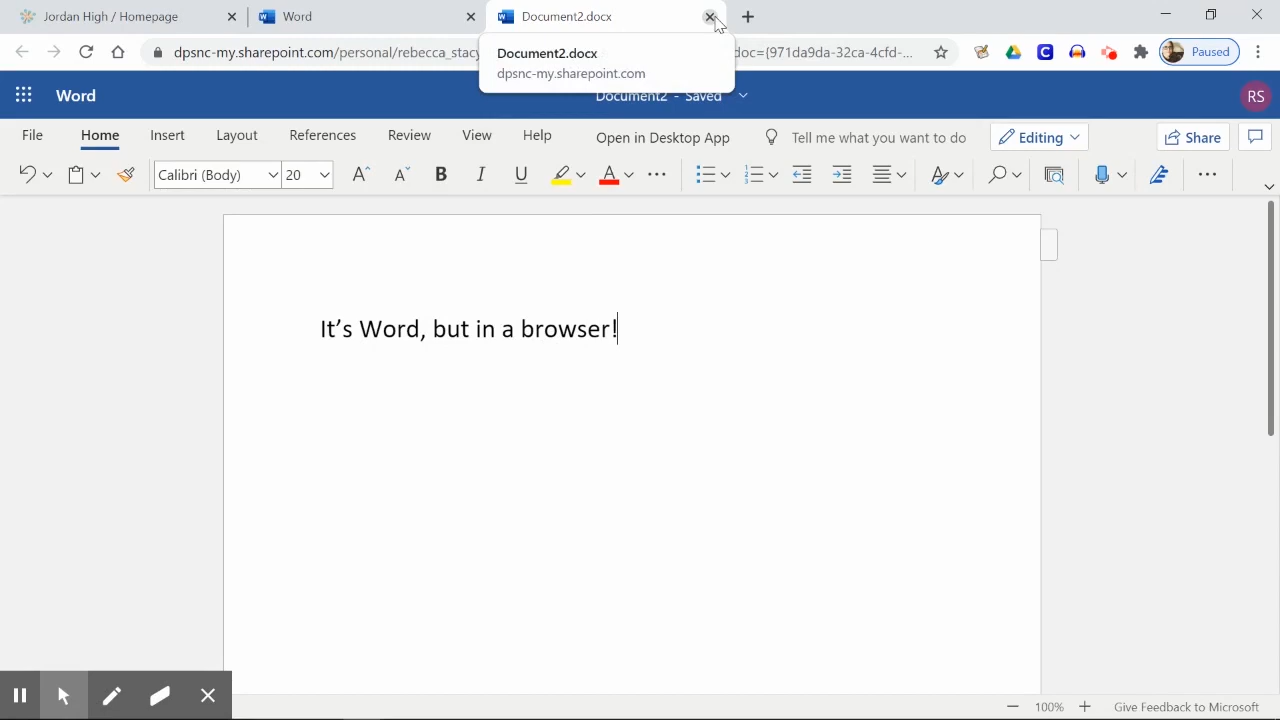 Jordan High / Homepage
Word
Document2.docx
dpsnc-my.sharepoint.com/personal/rebecca_stay
doc=(971da9da-32ca-4cfd-...
Paused
Document2.docx
dpsnc-my.sharepoint.com
Word
Document2 - Saved
RS
File
Home
Insert
Layout
References
Review
View
Help
Open in Desktop App
Tell me what you want to do
Editing
Share
Calibri (Body)
20
It's Word, but in a browser!
100%
Give Feedback to Microsoft